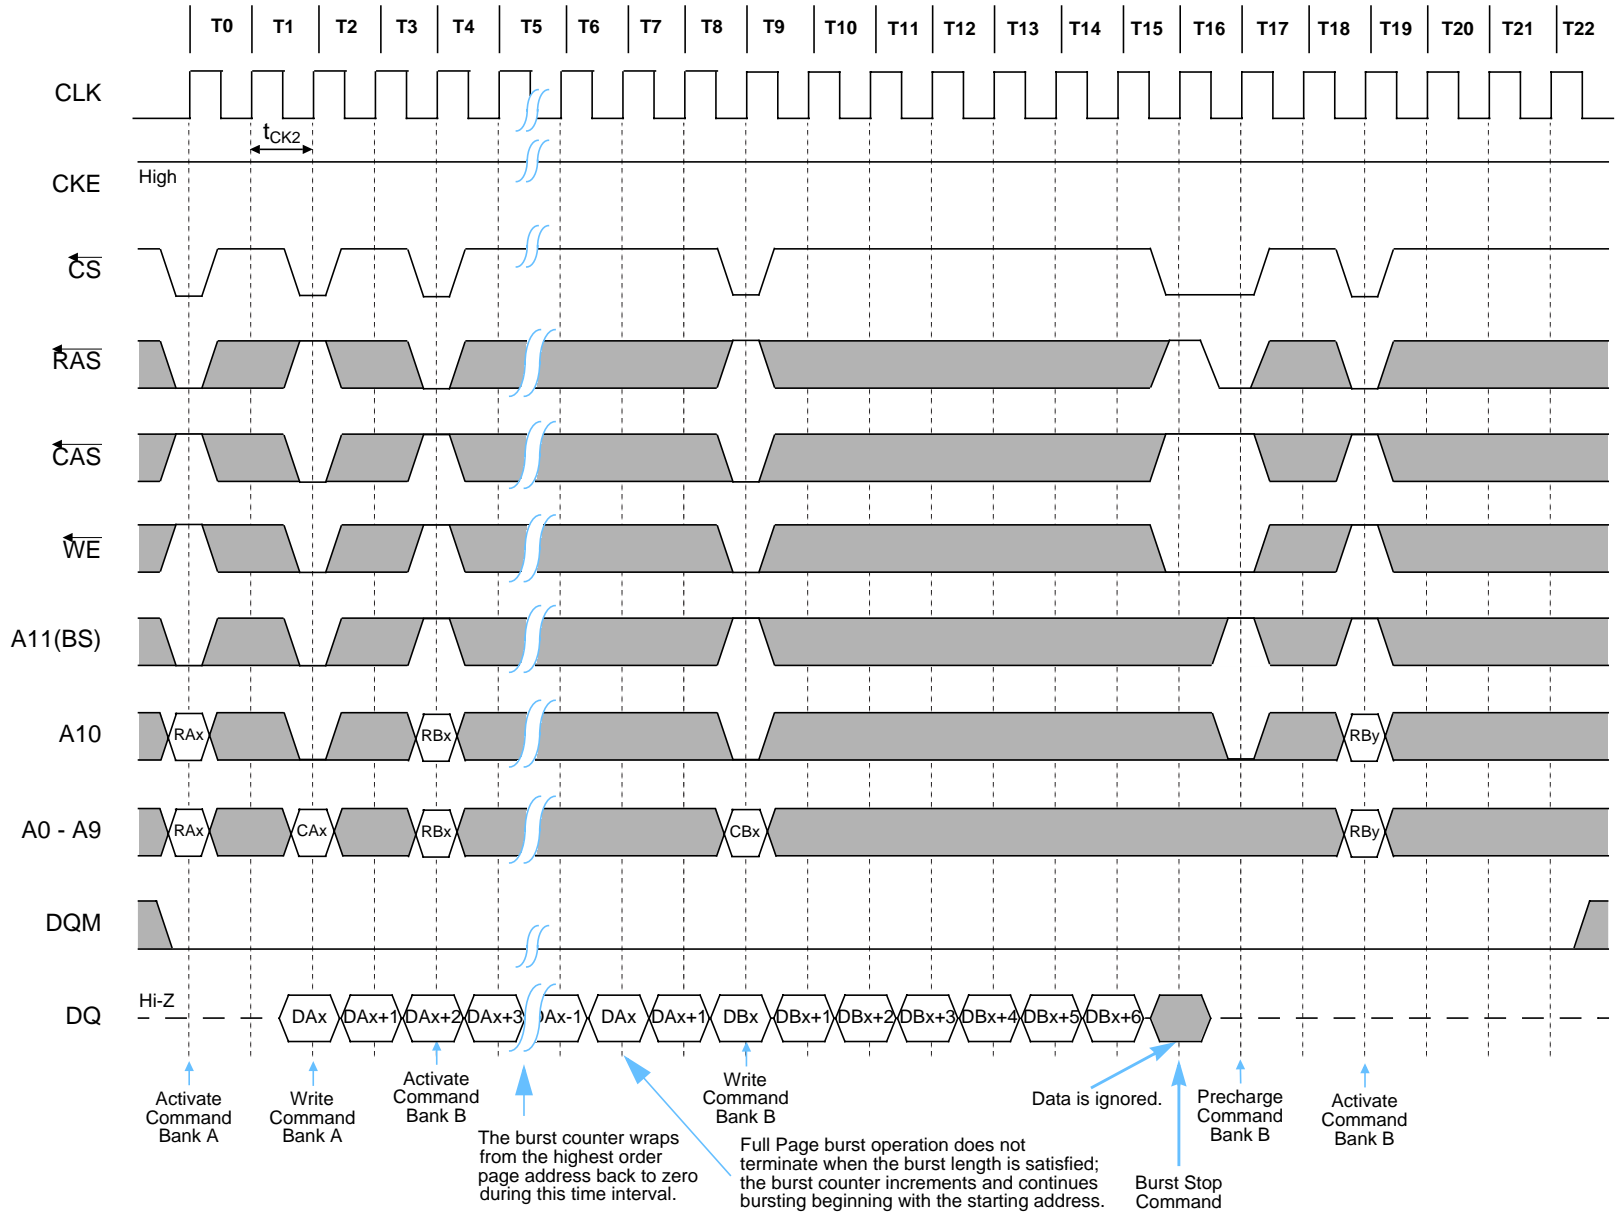 T0 T1 T2 T3 T4 T5 T6 T7 T8 T9 T10 T11 T12 T13 T14 T15 T16 T17 T18 T19 T20 T21 T22
CLK
tCK2
CKE
High
CS
RAS
CAS
WE
A11(BS)
A10
RAx RBx RBy
A0 - A9
RAx CAx RBx CBx RBy
DQM
DQ
Hi-Z
DAx DAx+1 DAx+2 DAx+3 DAx-1 DAx DAx+1 DBx DBx+1 DBx+2 DBx+3 DBx+4 DBx+5 DBx+6
Activate
Command
Bank A
Write
Command
Bank A
Activate
Command
Bank B
The burst counter wraps
from the highest order
page address back to zero
during this time interval.
Write
Command
Bank B
Full Page burst operation does not
terminate when the burst length is satisfied;
the burst counter increments and continues
bursting beginning with the starting address.
Data is ignored.
Burst Stop
Command
Precharge
Command
Bank B
Activate
Command
Bank B